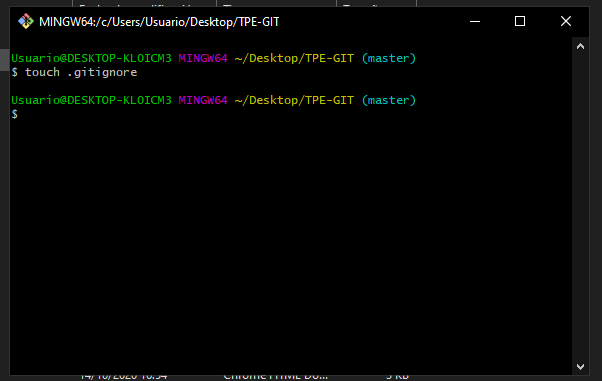 MINGW64:/c/Users/Usuario/Desktop/TPE-GIT
Usuario@DESKTOP-KLOICM3 MINGW64 ~/Desktop/TPE-GIT (master)
$ touch .gitignore
Usuario@DESKTOP-KLOICM3 MINGW64 ~/Desktop/TPE-GIT (master)
$